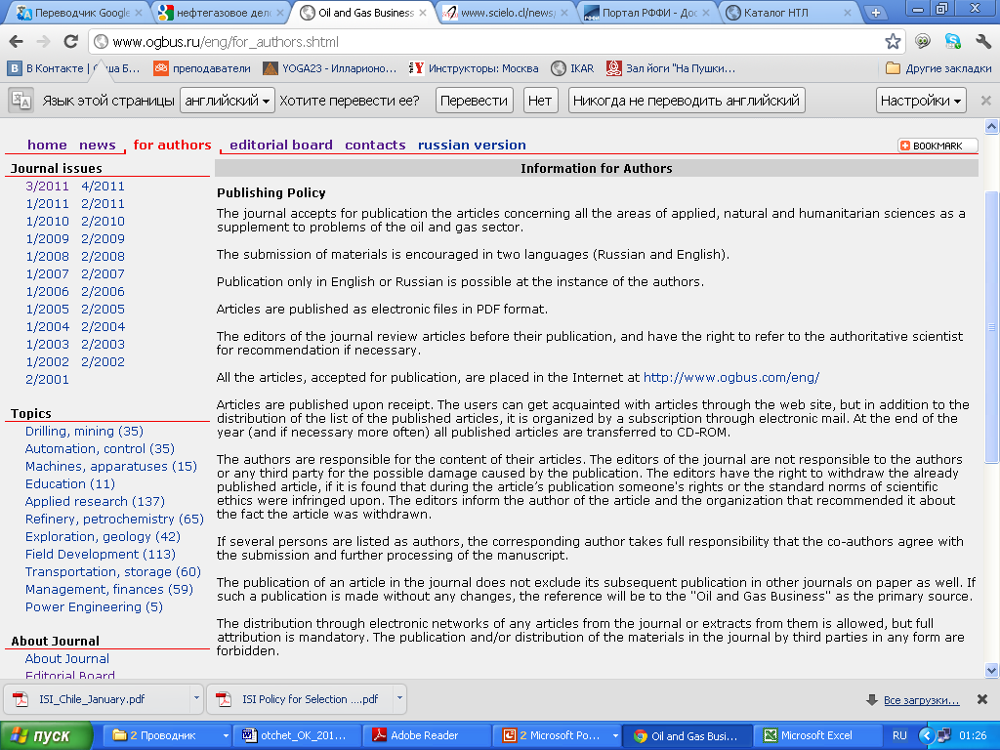 Переводчик Google
нефтегазовое дел
Oil and Gas Business
www.scielo.cl/news/
Портал РФФИ - Дос
Каталог НТЛ
www.ogbus.ru/eng/for_authors.shtml
В Контакте |
преподаватели
YOGA23 - Илларионо...
Инструкторы: Москва
IKAR
Зал йоги "На Пушки...
Другие закладки
Язык этой страницы английский Хотите перевести ее? Перевести Нет Никогда не переводить английский Настройки
home news for authors editorial board contacts russian version
BOOKMARK
Journal issues
3/2011 4/2011
1/2011 2/2011
1/2010 2/2010
1/2009 2/2009
1/2008 2/2008
1/2007 2/2007
1/2006 2/2006
1/2005 2/2005
1/2004 2/2004
1/2003 2/2003
1/2002 2/2002
2/2001
Topics
Drilling, mining (35)
Automation, control (35)
Machines, apparatuses (15)
Education (11)
Applied research (137)
Refinery, petrochemistry (65)
Exploration, geology (42)
Field Development (113)
Transportation, storage (60)
Management, finances (59)
Power Engineering (5)
About Journal
About Journal
Editorial Board
Information for Authors
Publishing Policy
The journal accepts for publication the articles concerning all the areas of applied, natural and humanitarian sciences as a
supplement to problems of the oil and gas sector.
The submission of materials is encouraged in two languages (Russian and English).
Publication only in English or Russian is possible at the instance of the authors.
Articles are published as electronic files in PDF format.
The editors of the journal review articles before their publication, and have the right to refer to the authoritative scientist
for recommendation if necessary.
All the articles, accepted for publication, are placed in the Internet at http://www.ogbus.com/eng/
Articles are published upon receipt. The users can get acquainted with articles through the web site, but in addition to the
distribution of the list of the published articles, it is organized by a subscription through electronic mail. At the end of the
year (and if necessary more often) all published articles are transferred to CD-ROM.
The authors are responsible for the content of their articles. The editors of the journal are not responsible to the authors
or any third party for the possible damage caused by the publication. The editors have the right to withdraw the already
published article, if it is found that during the article's publication someone's rights or the standard norms of scientific
ethics were infringed upon. The editors inform the author of the article and the organization that recommended it about
the fact the article was withdrawn.
If several persons are listed as authors, the corresponding author takes full responsibility that the co-authors agree with
the submission and further processing of the manuscript.
The publication of an article in the journal does not exclude its subsequent publication in other journals on paper as well. If
such a publication is made without any changes, the reference will be to the "Oil and Gas Business" as the primary source.
The distribution through electronic networks of any articles from the journal or extracts from them is allowed, but full
attribution is mandatory. The publication and/or distribution of the materials in the journal by third parties in any form are
forbidden.
ISI_Chile_January.pdf
ISI Policy for Selection ....pdf
Все загрузки...
пуск
2 Проводник
otchet_OK_201...
Adobe Reader
2 Microsoft Po...
Oil and Gas Busi...
Microsoft Excel
RU
01:26